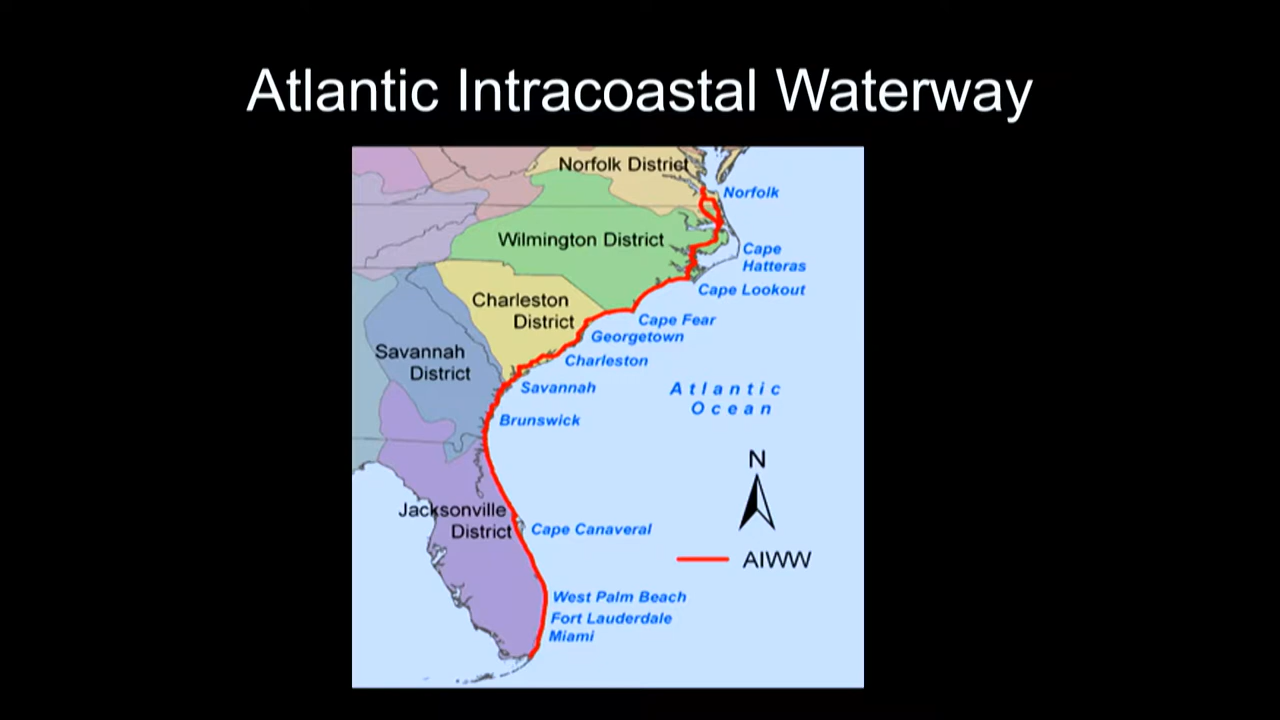 Atlantic Intracoastal Waterway
Norfolk District
Norfolk
Wilmington District
Cape
Hatteras
Cape Lookout
Charleston
District
Cape Fear
Georgetown
Charleston
Savannah
District
Savannah
Atlantic
Ocean
Brunswick
N
Jacksonville
District
Cape Canaveral
AIWW
West Palm Beach
Fort Lauderdale
Miami